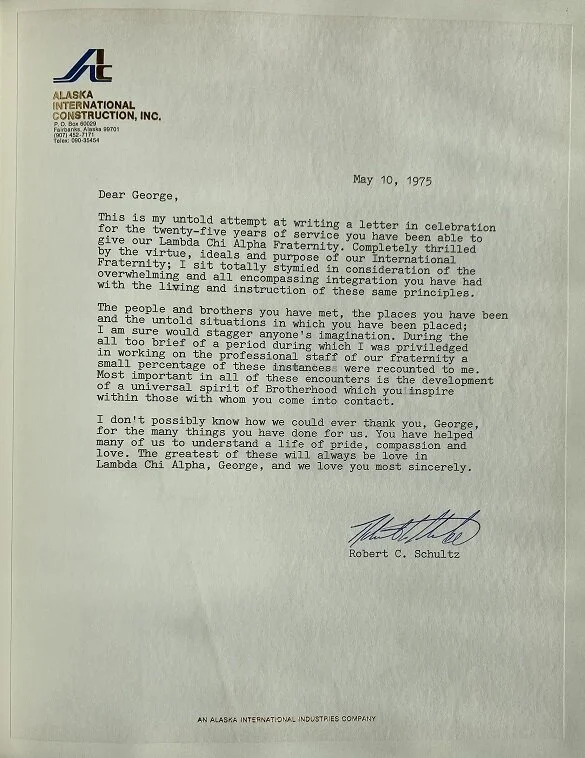 AIC
ALASKA
INTERNATIONAL
CONSTRUCTION, INC.
P. O. Box 60029
Fairbanks, Alaska 99701
(907) 452-7171
Telex: 090-35454
May 10, 1975
Dear George,
This is my untold attempt at writing a letter in celebration
for the twenty-five years of service you have been able to
give our Lambda Chi Alpha Fraternity. Completely thrilled
by the virtue, ideals and purpose of our International
Fraternity; I sit totally stymied in consideration of the
overwhelming and all encompassing integration you have had
with the living and instruction of these same principles.
The people and brothers you have met, the places you have been
and the untold situations in which you have been placed;
I am sure would stagger anyone's imagination. During the
all too brief of a period during which I was priviledged
in working on the professional staff of our fraternity a
small percentage of these instances were recounted to me.
Most important in all of these encounters is the development
of a universal spirit of Brotherhood which you inspire
within those with whom you come into contact.
I don't possibly know how we could ever thank you, George,
for the many things you have done for us. You have helped
many of us to understand a life of pride, compassion and
love. The greatest of these will always be love in
Lambda Chi Alpha, George, and we love you most sincerely.
Robert C. Schultz
AN ALASKA INTERNATIONAL INDUSTRIES COMPANY